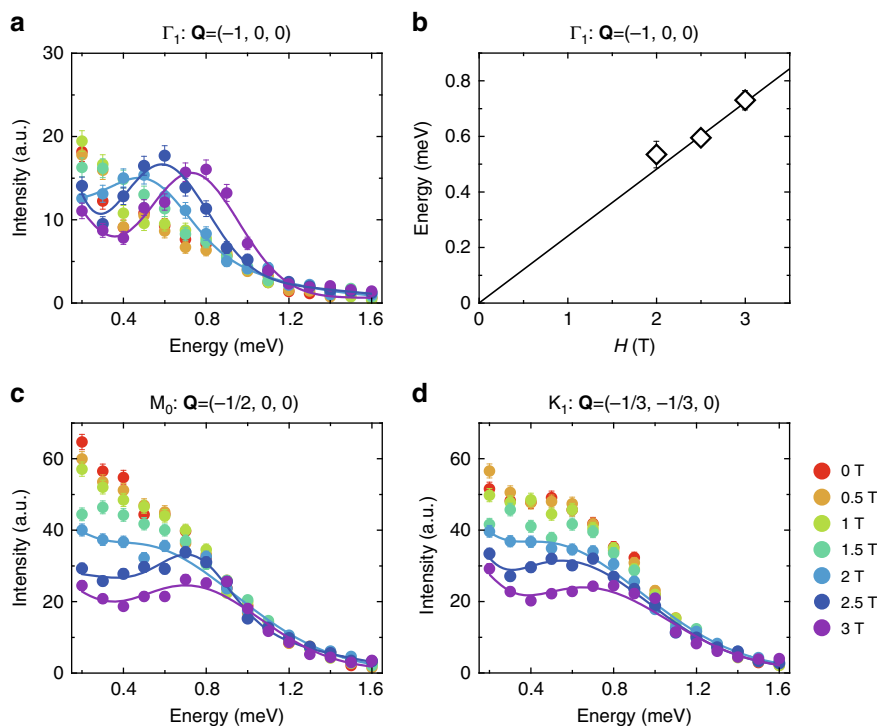 a
Γ₁: Q=(−1, 0, 0)
30
20
10
0
Intensity (a.u.)
0.4 0.8 1.2 1.6
Energy (meV)
b
Γ₁: Q=(−1, 0, 0)
0.8
0.6
0.4
0.2
0
Energy (meV)
0 1 2 3
H (T)
c
M₀: Q=(−1/2, 0, 0)
60
40
20
0
Intensity (a.u.)
0.4 0.8 1.2 1.6
Energy (meV)
d
K₁: Q=(−1/3, −1/3, 0)
60
40
20
0
Intensity (a.u.)
0.4 0.8 1.2 1.6
Energy (meV)
0 T
0.5 T
1 T
1.5 T
2 T
2.5 T
3 T